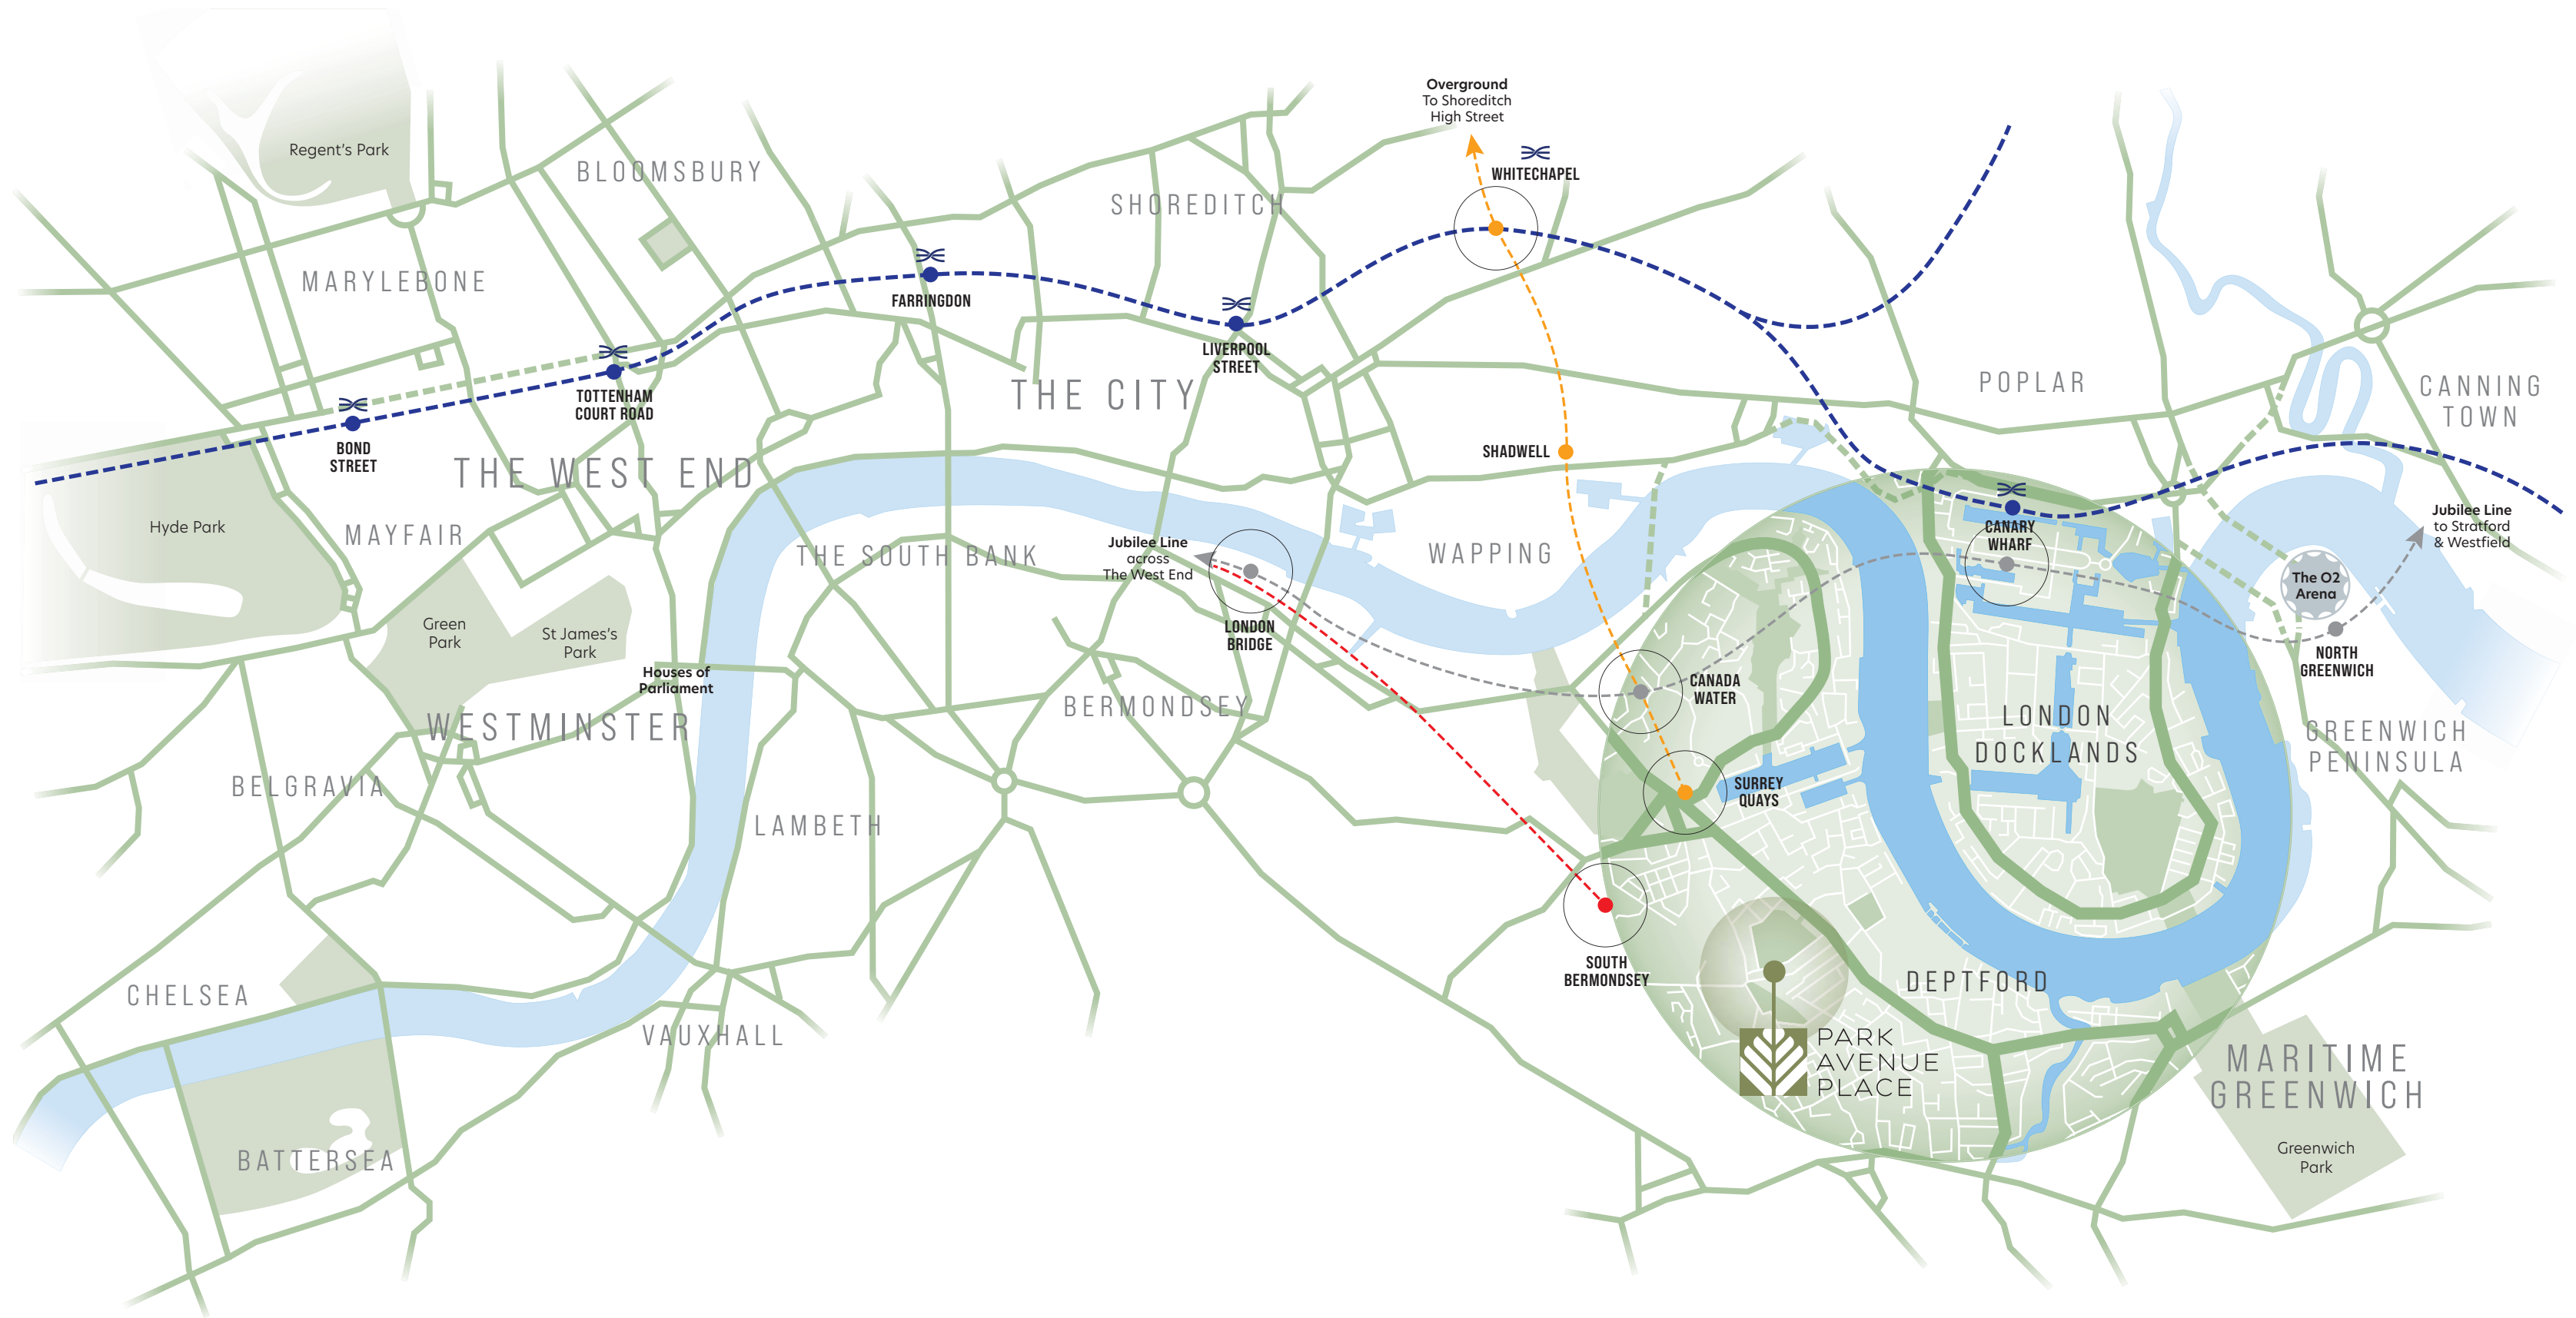 Overground
To Shoreditch
High Street
WHITECHAPEL
Regent's Park
BLOOMSBURY
SHOREDITCH
MARYLEBONE
FARRINGDON
LIVERPOOL
STREET
TOTTENHAM
COURT ROAD
THE CITY
POPLAR
CANNING
TOWN
BOND
STREET
THE WEST END
SHADWELL
Hyde Park
MAYFAIR
THE SOUTH BANK
Jubilee Line
across
The West End
WAPPING
CANARY
WHARF
Jubilee Line
to Stratford
& Westfield
The O2
Arena
Green
Park
St James's
Park
LONDON
BRIDGE
NORTH
GREENWICH
Houses of
Parliament
CANADA
WATER
WESTMINSTER
BERMONDSEY
LONDON
DOCKLANDS
GREENWICH
PENINSULA
BELGRAVIA
SURREY
QUAYS
LAMBETH
SOUTH
BERMONDSEY
DEPTFORD
CHELSEA
VAUXHALL
PARK
AVENUE
PLACE
MARITIME
GREENWICH
BATTERSEA
Greenwich
Park